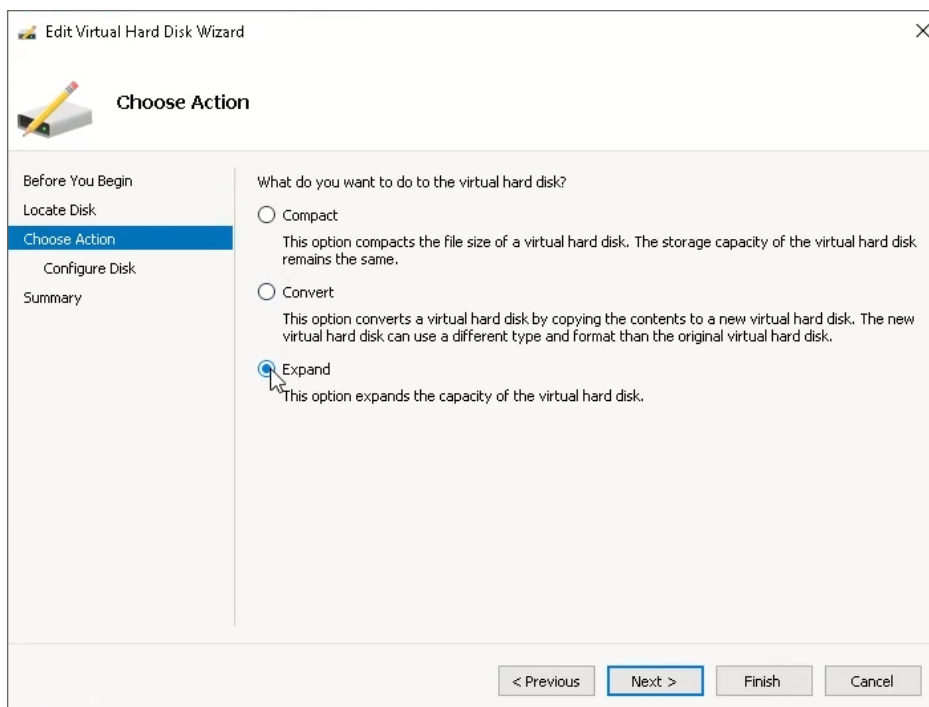 Edit Virtual Hard Disk Wizard
Choose Action
Before You Begin
Locate Disk
Choose Action
Configure Disk
Summary
What do you want to do to the virtual hard disk?
Compact
This option compacts the file size of a virtual hard disk. The storage capacity of the virtual hard disk
remains the same.
Convert
This option converts a virtual hard disk by copying the contents to a new virtual hard disk. The new
virtual hard disk can use a different type and format than the original virtual hard disk.
Expand
This option expands the capacity of the virtual hard disk.
< Previous
Next >
Finish
Cancel